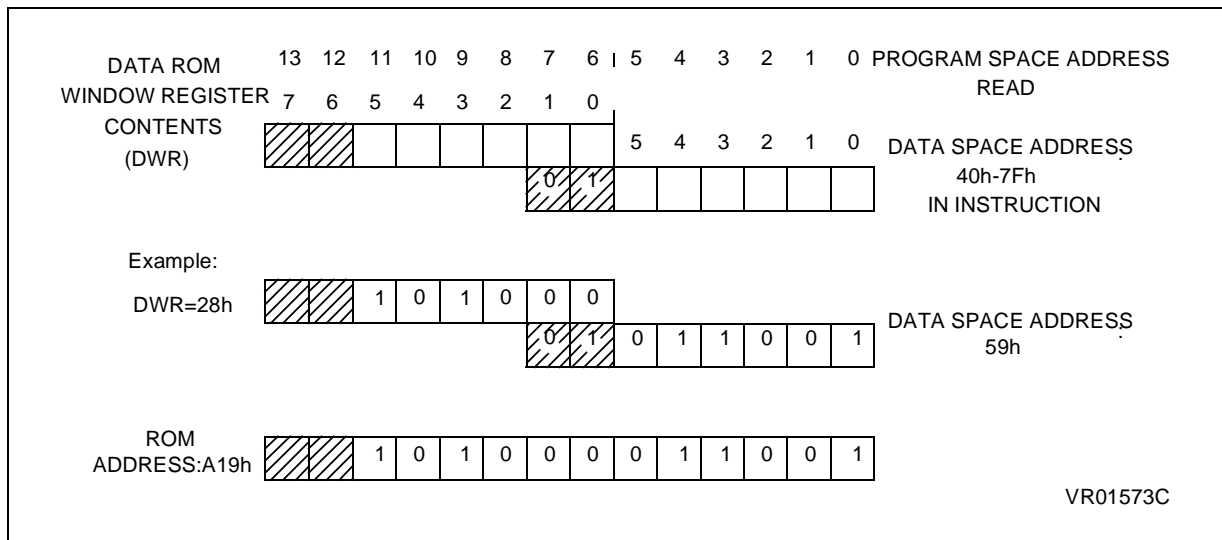 DATA ROM
WINDOW REGISTER
CONTENTS
(DWR)
13 12 11 10 9 8 7 6 5 4 3 2 1 0
PROGRAM SPACE ADDRESS
READ
7 6 5 4 3 2 1 0
5 4 3 2 1 0
0 1
DATA SPACE ADDRESS
:
40h-7Fh
IN INSTRUCTION
Example:
DWR=28h
1 0 1 0 0 0
0 1 0 1 1 0 0 1
DATA SPACE ADDRESS
:
59h
ROM
ADDRESS:A19h
1 0 1 0 0 0 0 1 1 0 0 1
VR01573C